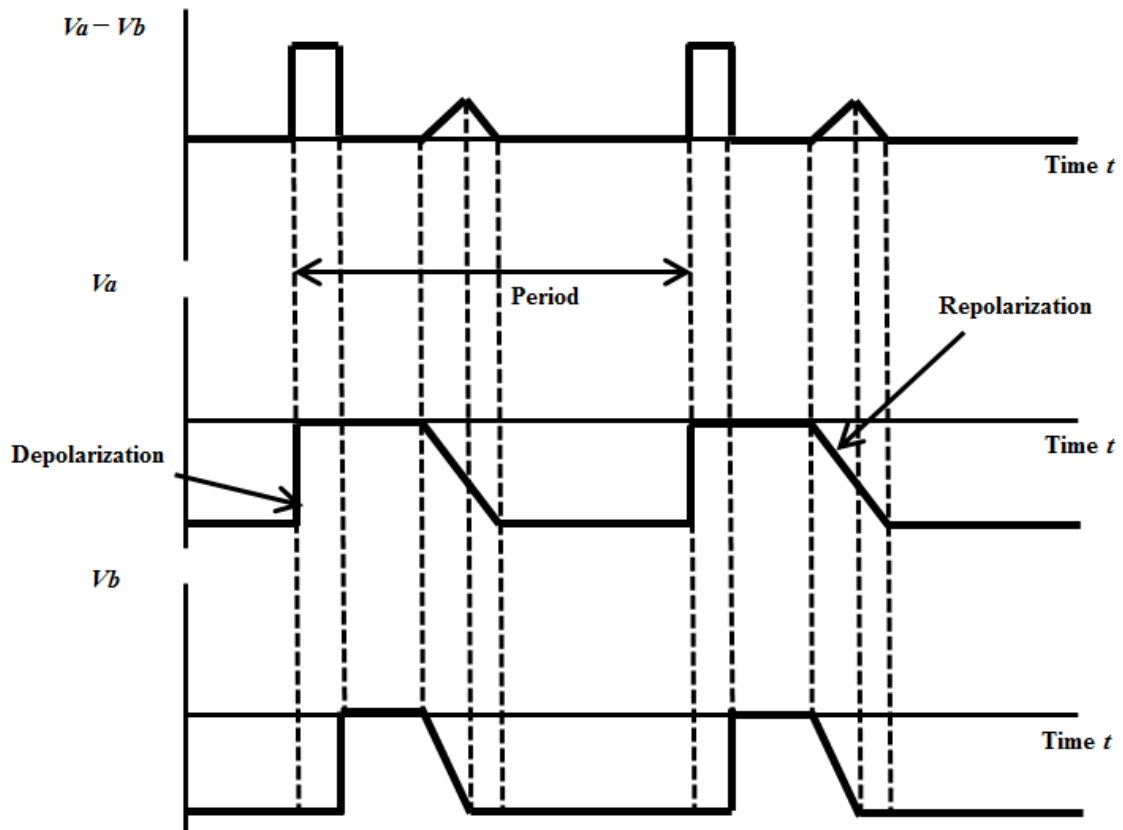 Va – Vb
Time t
Va
Period
Repolarization
Time t
Depolarization
Vb
Time t